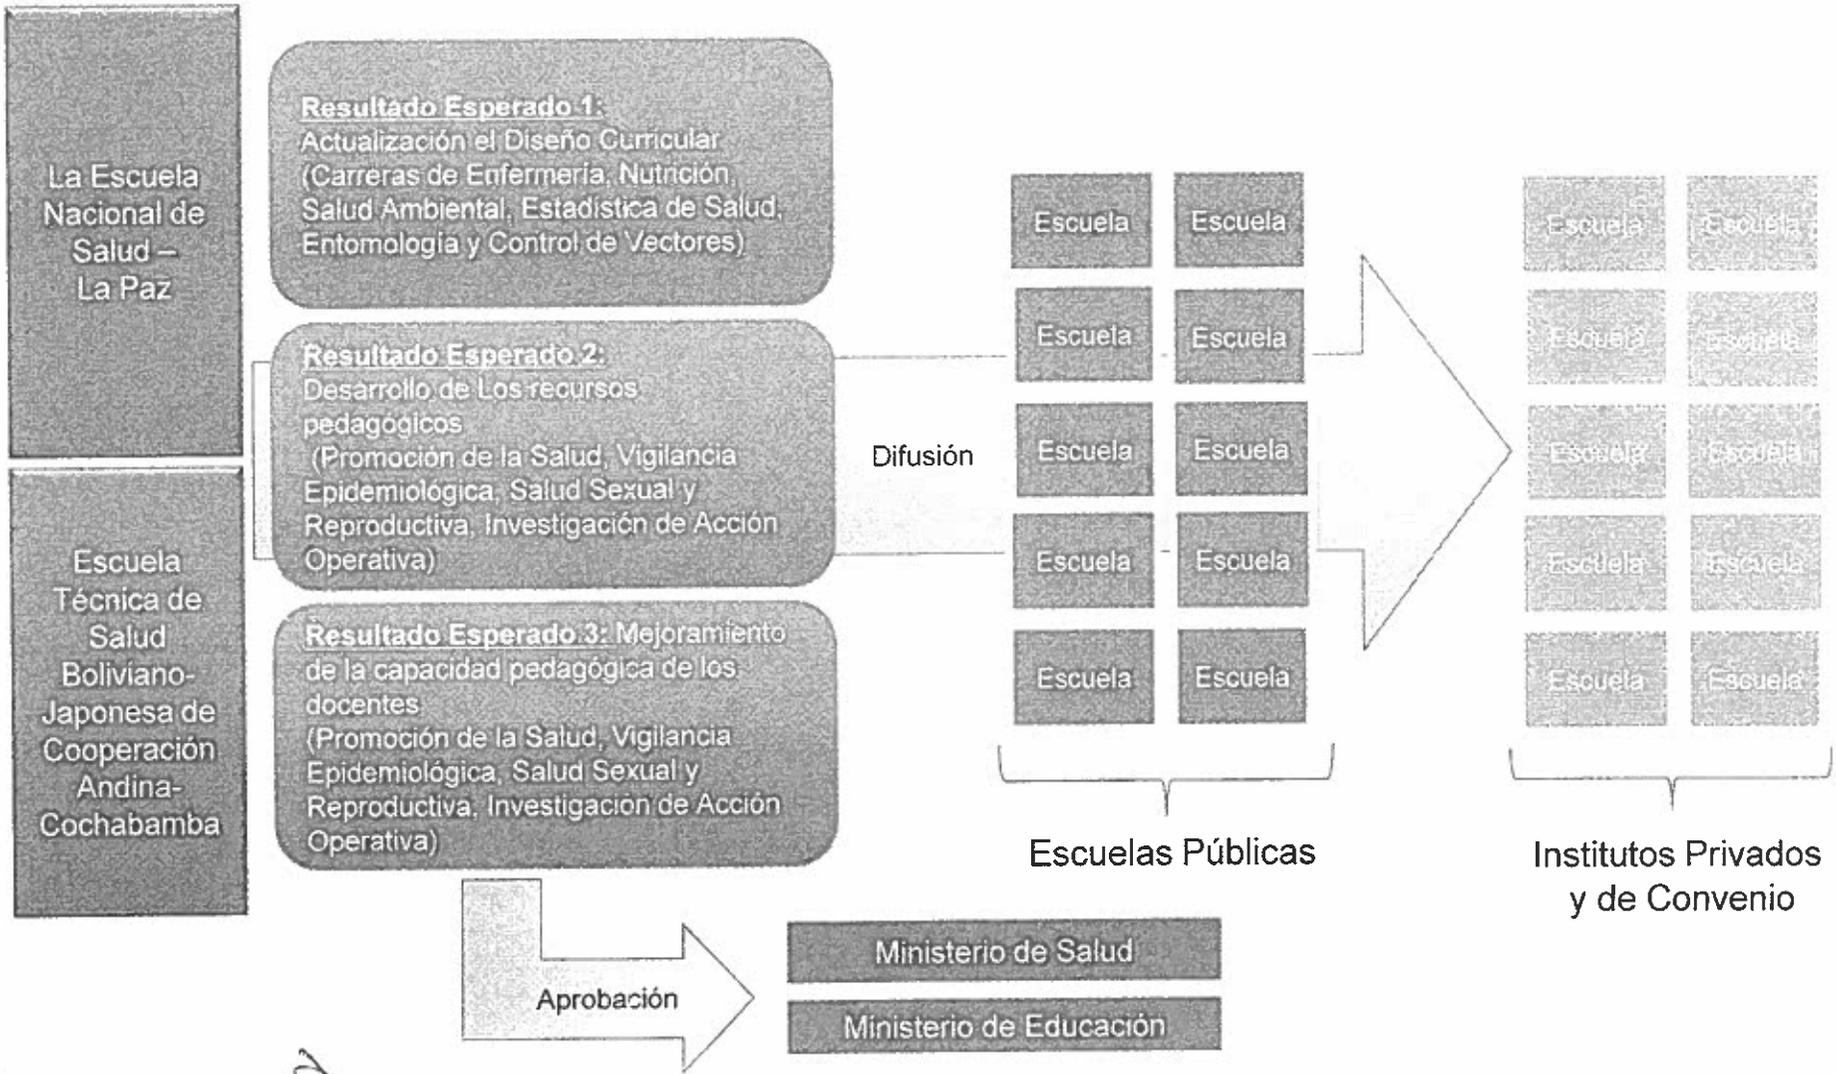 La Escuela
Nacional de
Salud –
La Paz
Escuela
Técnica de
Salud
Boliviano-
Japonesa de
Cooperación
Andina-
Cochabamba
Resultado Esperado 1:
Actualización el Diseño Curricular
(Carreras de Enfermería, Nutrición,
Salud Ambiental, Estadística de Salud,
Entomología y Control de Vectores)
Resultado Esperado 2:
Desarrollo de Los recursos
pedagógicos
(Promoción de la Salud, Vigilancia
Epidemiológica, Salud Sexual y
Reproductiva, Investigación de Acción
Operativa)
Resultado Esperado 3: Mejoramiento
de la capacidad pedagógica de los
docentes
(Promoción de la Salud, Vigilancia
Epidemiológica, Salud Sexual y
Reproductiva, Investigación de Acción
Operativa)
Difusión
Escuela Escuela
Escuela Escuela
Escuela Escuela
Escuela Escuela
Escuela Escuela
Escuelas Públicas
Escuela Escuela
Escuela Escuela
Escuela Escuela
Escuela Escuela
Escuela Escuela
Institutos Privados
y de Convenio
Aprobación
Ministerio de Salud
Ministerio de Educación